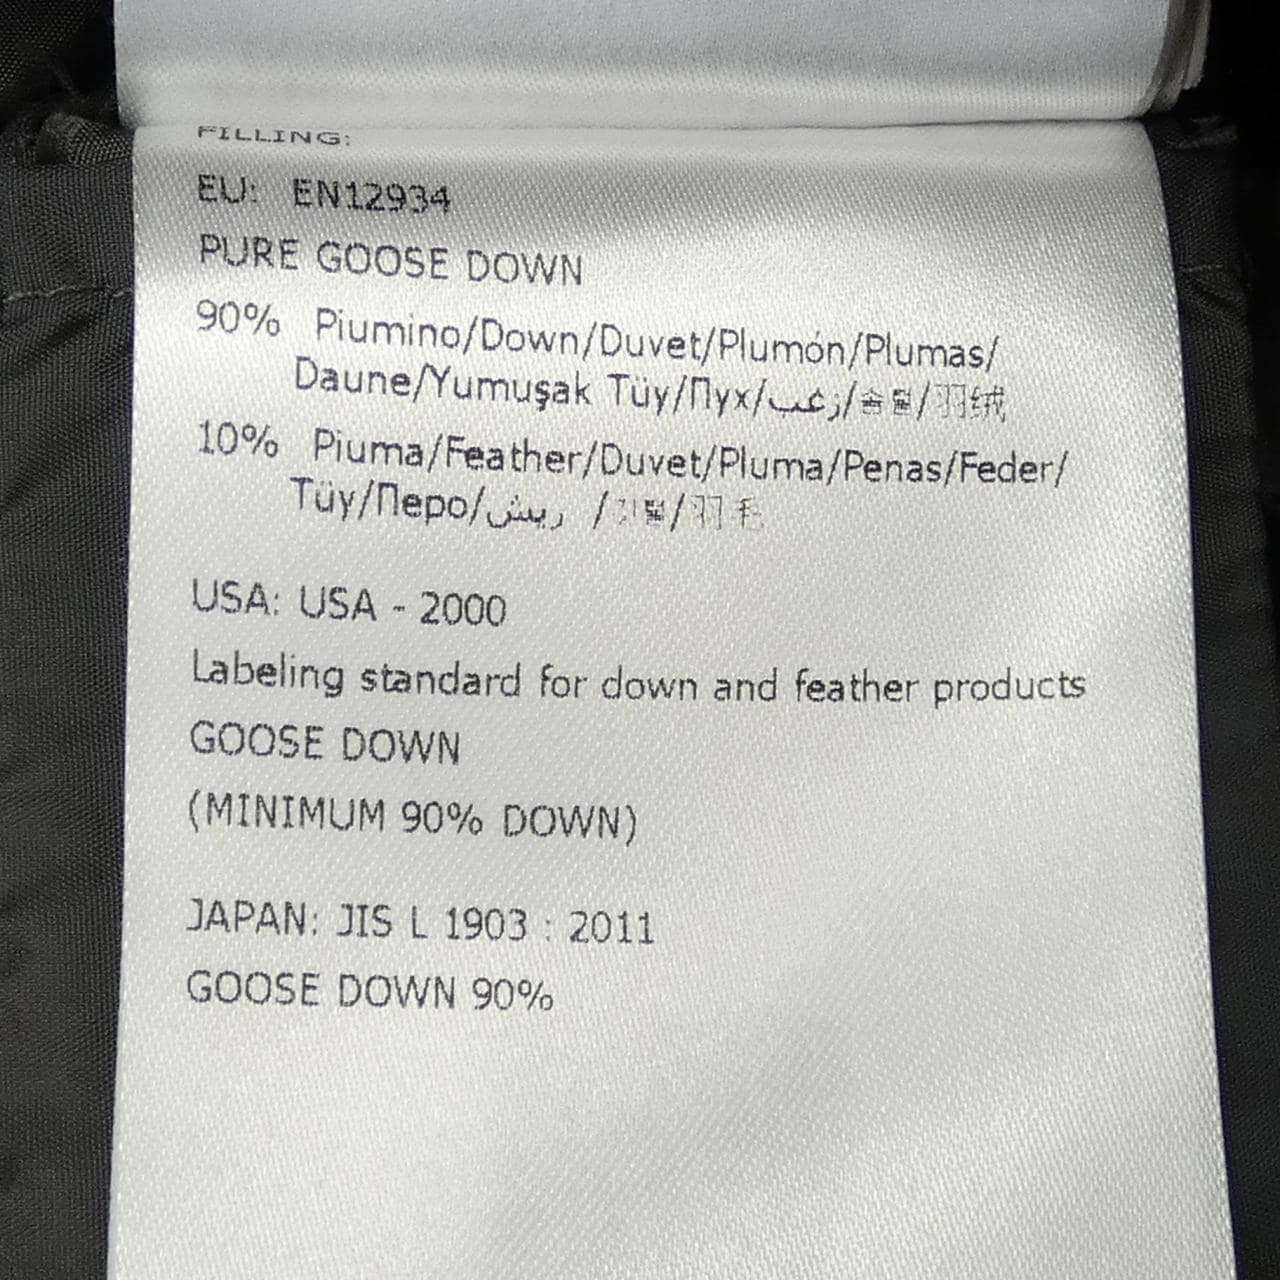 FILLING:
EU: EN12934
PURE GOOSE DOWN
90% Piumino/Down/Duvet/Plumón/Plumas/
Daune/Yumuşak Tüy/Пух/زغب/솜털/羽绒
10% Piuma/Feather/Duvet/Pluma/Penas/Feder/
Tüy/Перо/ريش /깃털/羽毛
USA: USA - 2000
Labeling standard for down and feather products
GOOSE DOWN
(MINIMUM 90% DOWN)
JAPAN: JIS L 1903 : 2011
GOOSE DOWN 90%